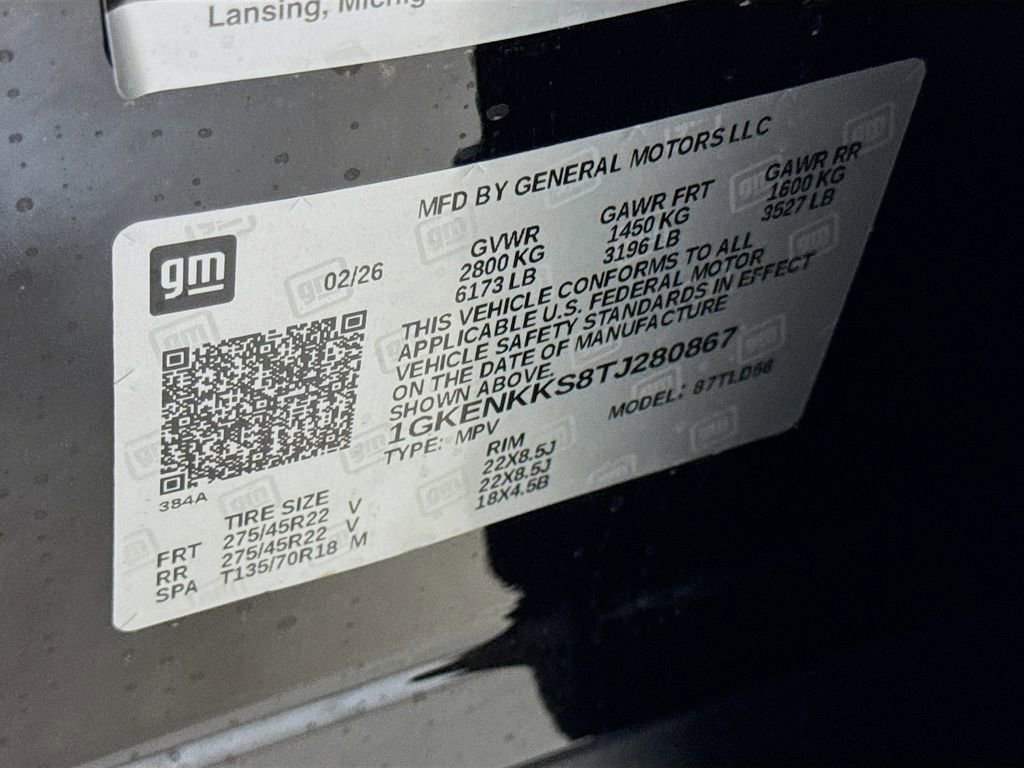 Lansing, Michig
MFD BY GENERAL MOTORS LLC
gm
02/26
GVWR GAWR FRT GAWR RR
2800 KG 1450 KG 1600 KG
6173 LB 3196 LB 3527 LB
THIS VEHICLE CONFORMS TO ALL
APPLICABLE U.S. FEDERAL MOTOR
VEHICLE SAFETY STANDARDS IN EFFECT
ON THE DATE OF MANUFACTURE
SHOWN ABOVE.
1GKENKKS8TJ280867
TYPE: MPV MODEL: 87TLD56
384A
TIRE SIZE RIM
FRT 275/45R22 V 22X8.5J
RR 275/45R22 V 22X8.5J
SPA T135/70R18 M 18X4.5B